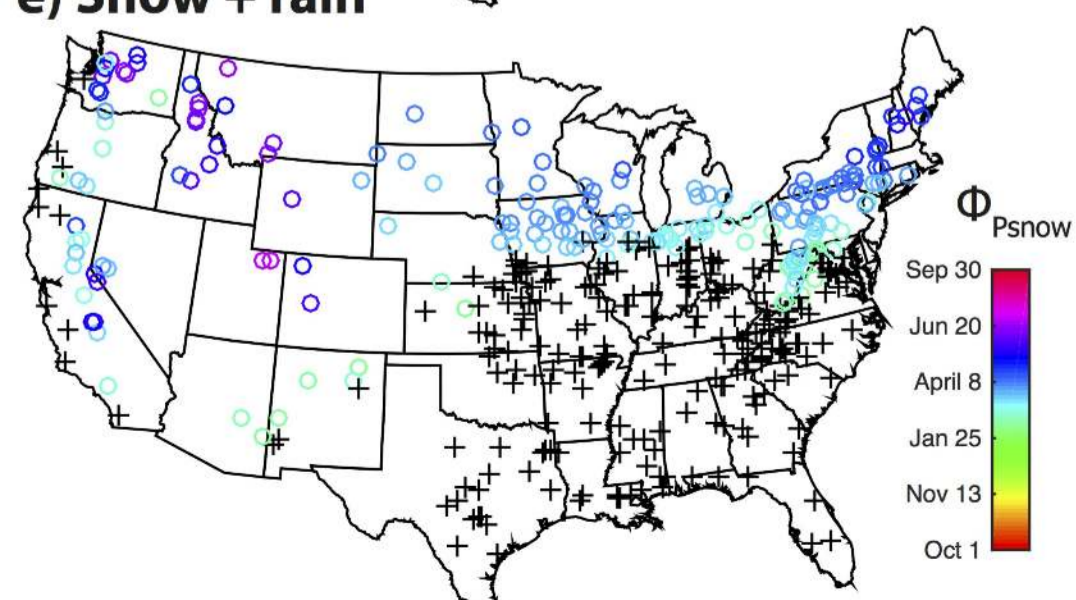 e) Snow + rain
Φ
Psnow
Sep 30
Jun 20
April 8
Jan 25
Nov 13
Oct 1